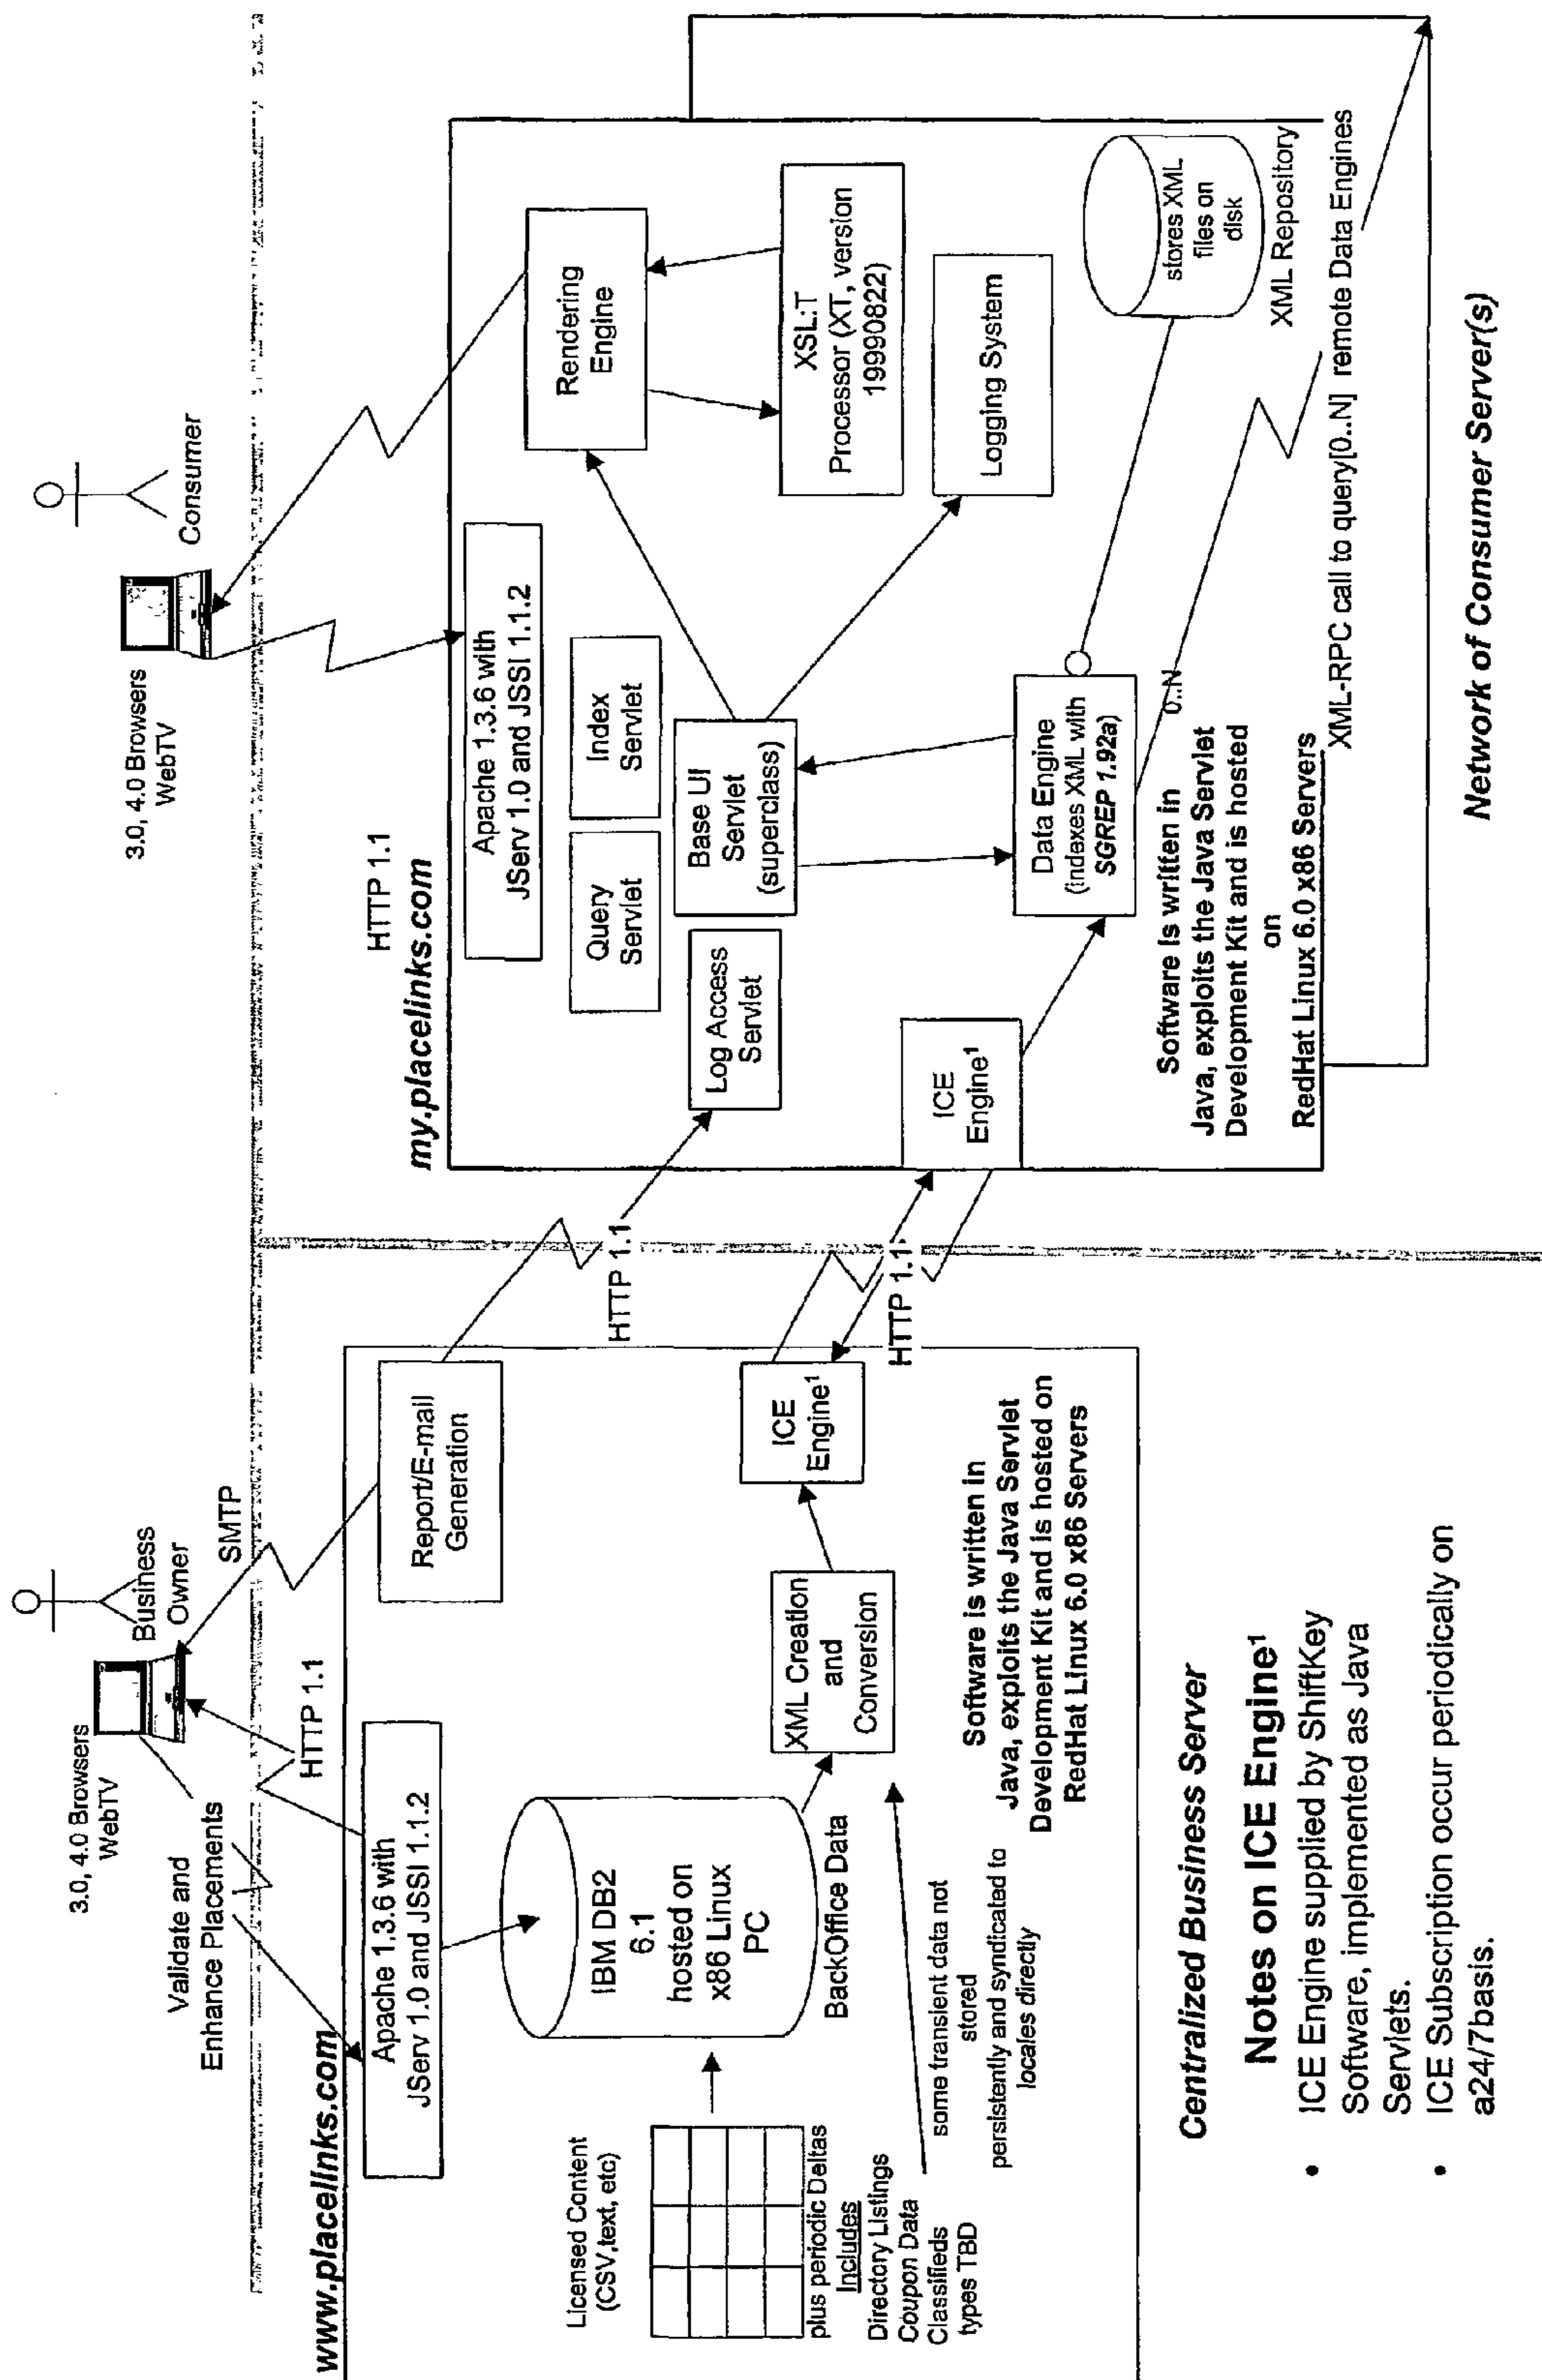 3.0, 4.0 Browsers
WebTV
Business
Owner
Validate and
Enhance Placements
HTTP 1.1
SMTP
www.placelinks.com
Apache 1.3.6 with
JServ 1.0 and JSSI 1.1.2
Report/E-mail
Generation
Licensed Content
(CSV,text, etc)
plus periodic Deltas
Includes
Directory Listings
Coupon Data
Classifieds
types TBD
IBM DB2
6.1
hosted on
x86 Linux
PC
BackOffice Data
some transient data not
stored
persistently and syndicated to
locales directly
XML Creation
and
Conversion
ICE
Engine¹
Software is written in
Java, exploits the Java Servlet
Development Kit and is hosted on
RedHat Linux 6.0 x86 Servers
Centralized Business Server
Notes on ICE Engine¹
• ICE Engine supplied by ShiftKey
Software, implemented as Java
Servlets.
• ICE Subscription occur periodically on
a24/7basis.
HTTP 1.1
HTTP 1.1
3.0, 4.0 Browsers
WebTV
Consumer
HTTP 1.1
my.placelinks.com
Apache 1.3.6 with
JServ 1.0 and JSSI 1.1.2
Query
Servlet
Index
Servlet
Log Access
Servlet
Base UI
Servlet
(superclass)
Rendering
Engine
XSL:T
Processor (XT, version
19990822)
Logging System
ICE
Engine¹
Data Engine
(indexes XML with
SGREP 1.92a)
0..N
stores XML
files on
disk
XML Repository
Software is written in
Java, exploits the Java Servlet
Development Kit and is hosted
on
RedHat Linux 6.0 x86 Servers
XML-RPC call to query[0..N] remote Data Engines
Network of Consumer Server(s)